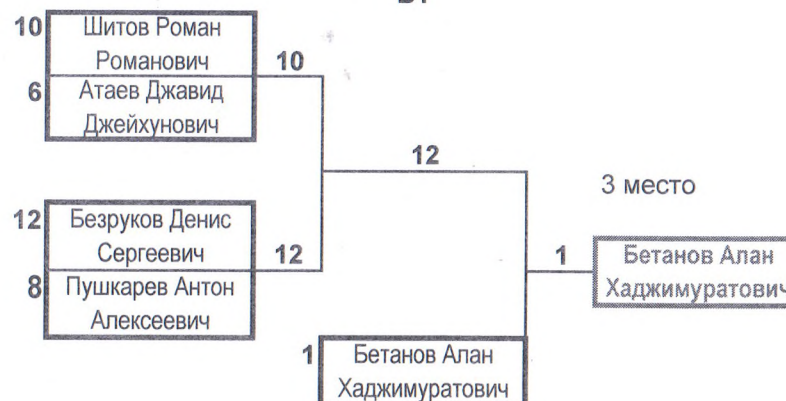 10
Шитов Роман
Романович
10
6
Атаев Джавид
Джейхунович
12
3 место
12
Безруков Денис
Сергеевич
12
1
Бетанов Алан
Хаджимуратович
8
Пушкарев Антон
Алексеевич
1
Бетанов Алан
Хаджимуратович